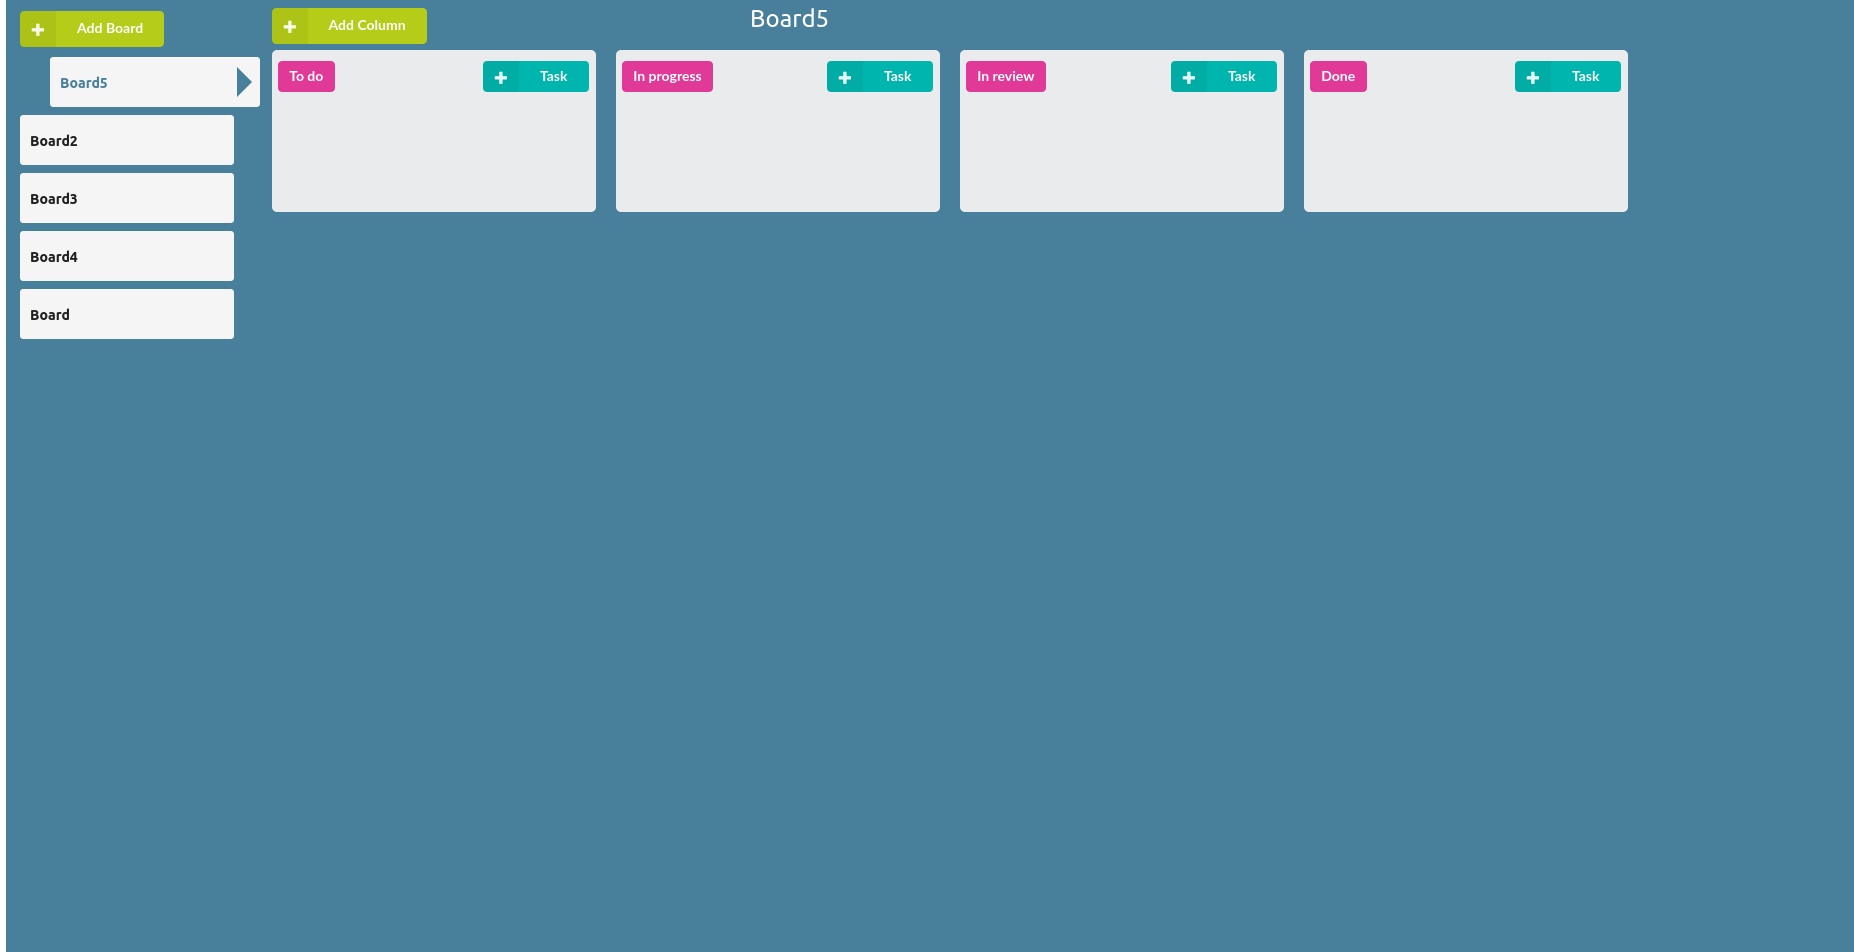 Add Board
Board5
Board2
Board3
Board4
Board
Add Column
Board5
To do
Task
In progress
Task
In review
Task
Done
Task